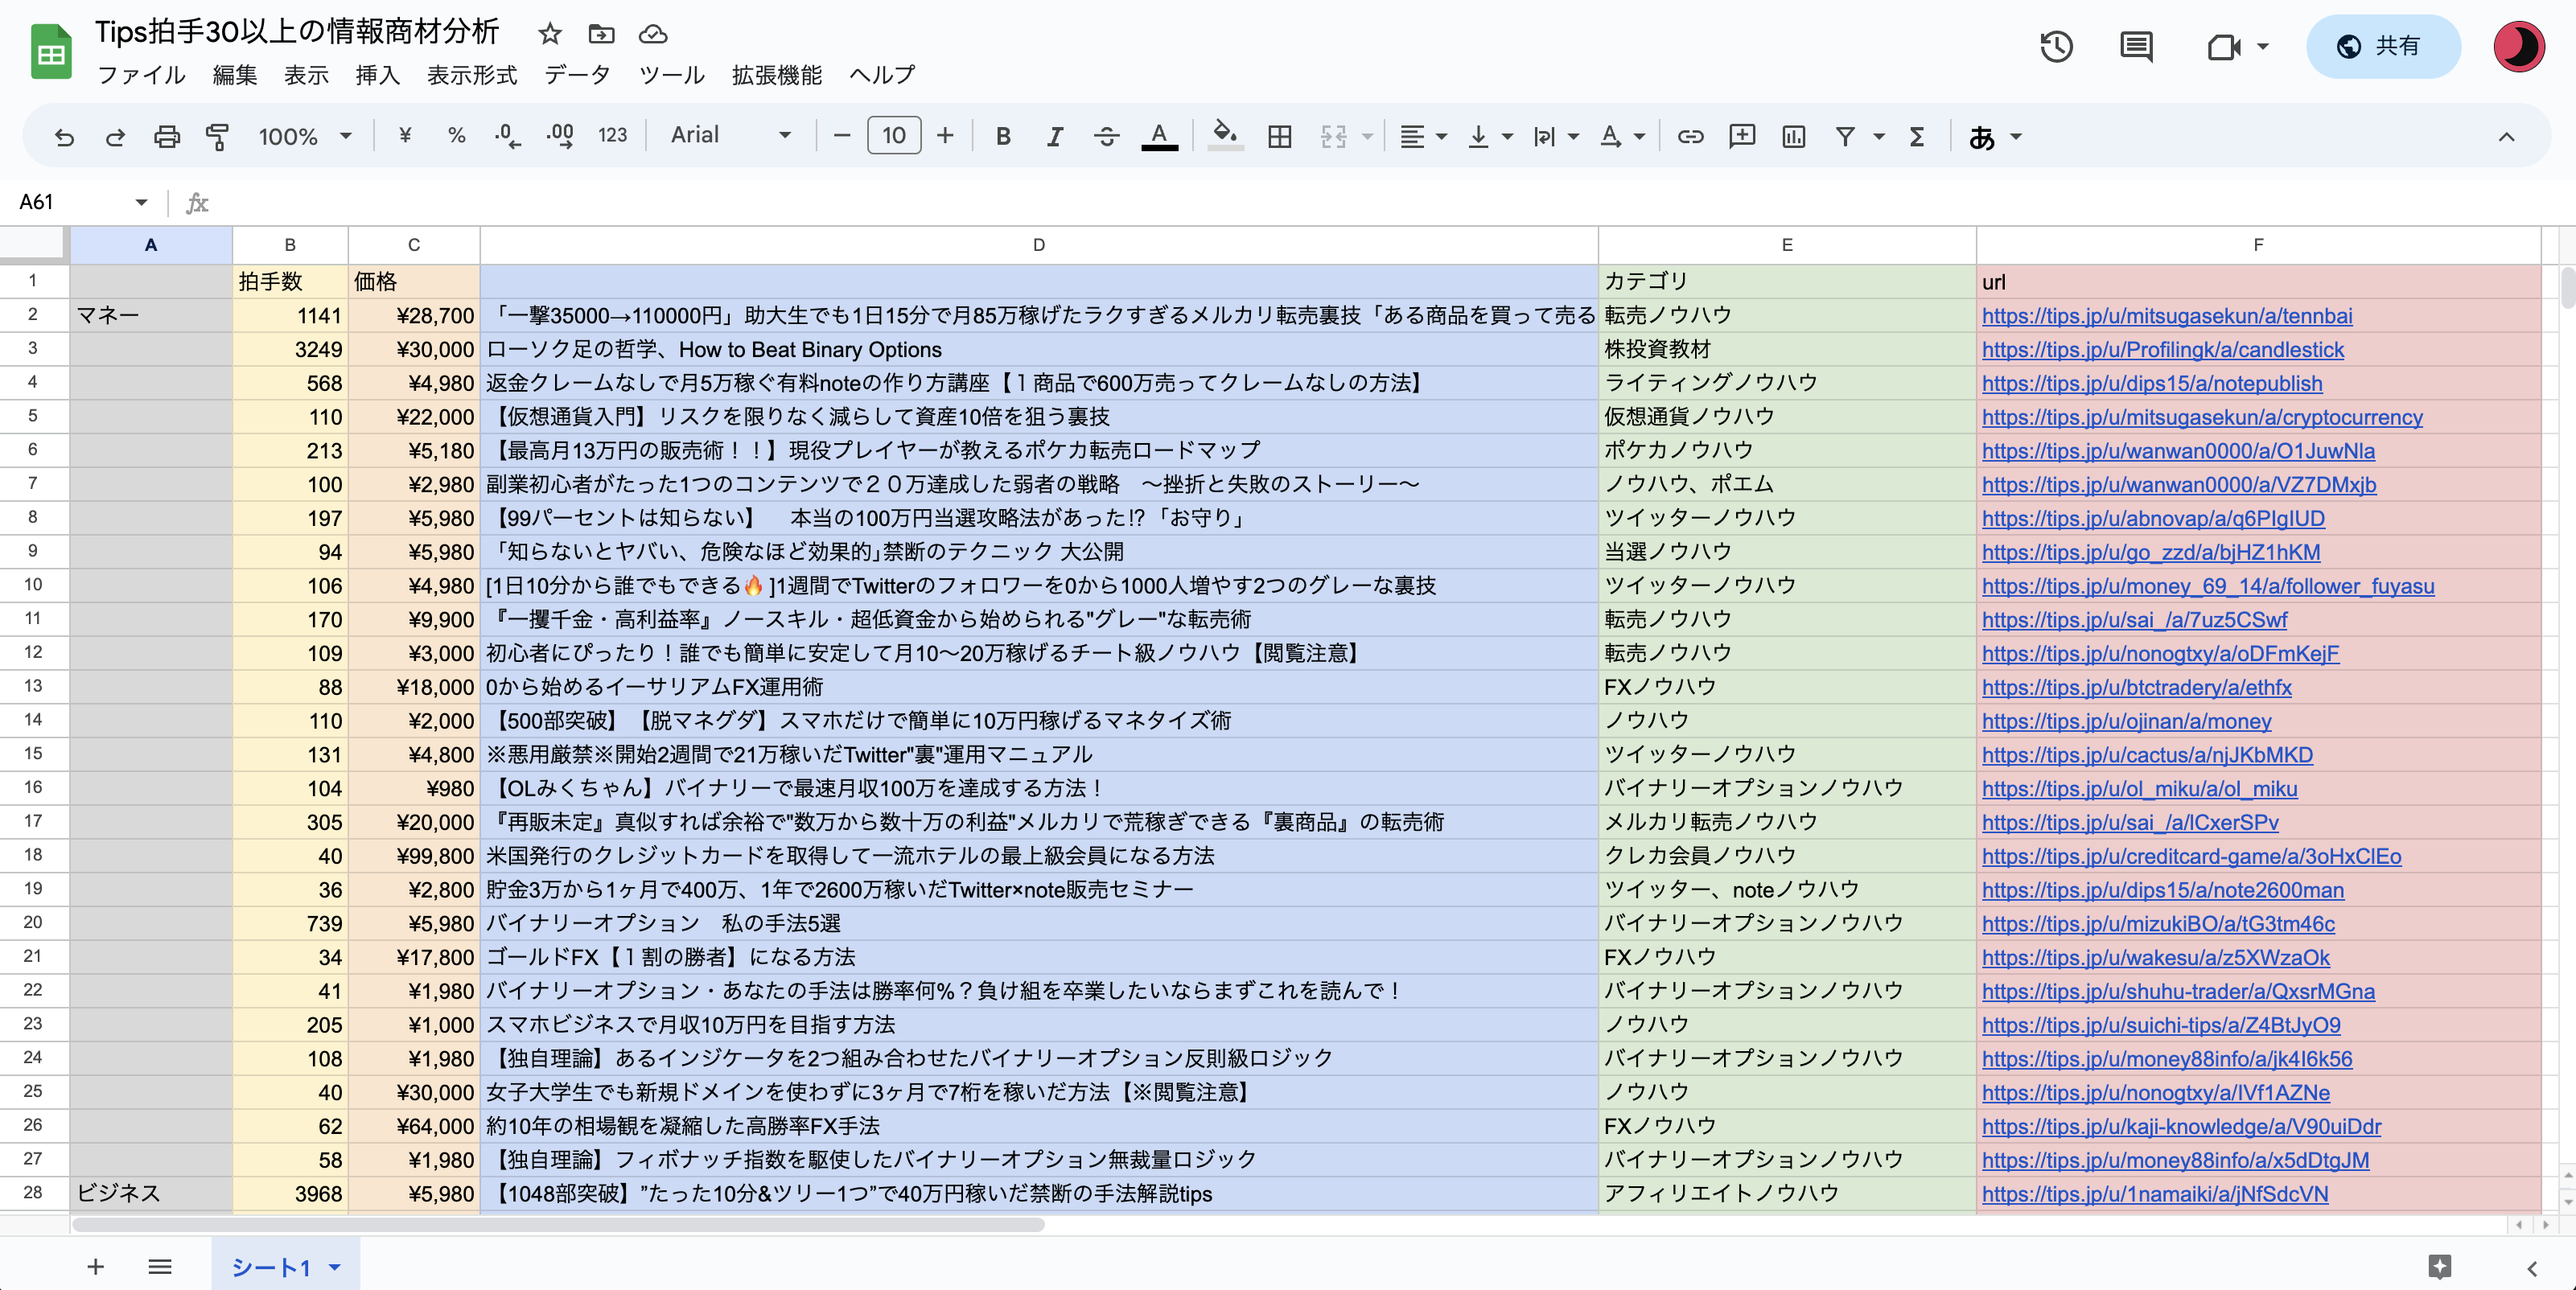 Tips拍手30以上の情報商材分析
ファイル 編集 表示 挿入 表示形式 データ ツール 拡張機能 ヘルプ
共有
100% ¥ % .0 .00 123 Arial 10 B I A あ
A61 fx
A B C D E F
1 拍手数 価格 カテゴリ url
2 マネー 1141 ¥28,700 「一撃35000→110000円」助大生でも1日15分で月85万稼げたラクすぎるメルカリ転売裏技「ある商品を買って売る 転売ノウハウ https://tips.jp/u/mitsugasekun/a/tennbai
3 3249 ¥30,000 ローソク足の哲学、How to Beat Binary Options 株投資教材 https://tips.jp/u/Profilingk/a/candlestick
4 568 ¥4,980 返金クレームなしで月5万稼ぐ有料noteの作り方講座【１商品で600万売ってクレームなしの方法】 ライティングノウハウ https://tips.jp/u/dips15/a/notepublish
5 110 ¥22,000 【仮想通貨入門】リスクを限りなく減らして資産10倍を狙う裏技 仮想通貨ノウハウ https://tips.jp/u/mitsugasekun/a/cryptocurrency
6 213 ¥5,180 【最高月13万円の販売術！！】現役プレイヤーが教えるポケカ転売ロードマップ ポケカノウハウ https://tips.jp/u/wanwan0000/a/O1JuwNla
7 100 ¥2,980 副業初心者がたった1つのコンテンツで２０万達成した弱者の戦略　〜挫折と失敗のストーリー〜 ノウハウ、ポエム https://tips.jp/u/wanwan0000/a/VZ7DMxjb
8 197 ¥5,980 【99パーセントは知らない】　本当の100万円当選攻略法があった⁉「お守り」 ツイッターノウハウ https://tips.jp/u/abnovap/a/q6PIgIUD
9 94 ¥5,980 「知らないとヤバい、危険なほど効果的｣禁断のテクニック 大公開 当選ノウハウ https://tips.jp/u/go_zzd/a/bjHZ1hKM
10 106 ¥4,980 [1日10分から誰でもできる🔥]1週間でTwitterのフォロワーを0から1000人増やす2つのグレーな裏技 ツイッターノウハウ https://tips.jp/u/money_69_14/a/follower_fuyasu
11 170 ¥9,900 『一攫千金・高利益率』ノースキル・超低資金から始められる"グレー"な転売術 転売ノウハウ https://tips.jp/u/sai_/a/7uz5CSwf
12 109 ¥3,000 初心者にぴったり！誰でも簡単に安定して月10〜20万稼げるチート級ノウハウ【閲覧注意】 転売ノウハウ https://tips.jp/u/nonogtxy/a/oDFmKejF
13 88 ¥18,000 0から始めるイーサリアムFX運用術 FXノウハウ https://tips.jp/u/btctradery/a/ethfx
14 110 ¥2,000 【500部突破】【脱マネグダ】スマホだけで簡単に10万円稼げるマネタイズ術 ノウハウ https://tips.jp/u/ojinan/a/money
15 131 ¥4,800 ※悪用厳禁※開始2週間で21万稼いだTwitter"裏"運用マニュアル ツイッターノウハウ https://tips.jp/u/cactus/a/njJKbMKD
16 104 ¥980 【OLみくちゃん】バイナリーで最速月収100万を達成する方法！ バイナリーオプションノウハウ https://tips.jp/u/ol_miku/a/ol_miku
17 305 ¥20,000 『再販未定』真似すれば余裕で"数万から数十万の利益"メルカリで荒稼ぎできる『裏商品』の転売術 メルカリ転売ノウハウ https://tips.jp/u/sai_/a/lCxerSPv
18 40 ¥99,800 米国発行のクレジットカードを取得して一流ホテルの最上級会員になる方法 クレカ会員ノウハウ https://tips.jp/u/creditcard-game/a/3oHxClEo
19 36 ¥2,800 貯金3万から1ヶ月で400万、1年で2600万稼いだTwitter×note販売セミナー ツイッター、noteノウハウ https://tips.jp/u/dips15/a/note2600man
20 739 ¥5,980 バイナリーオプション　私の手法5選 バイナリーオプションノウハウ https://tips.jp/u/mizukiBO/a/tG3tm46c
21 34 ¥17,800 ゴールドFX【１割の勝者】になる方法 FXノウハウ https://tips.jp/u/wakesu/a/z5XWzaOk
22 41 ¥1,980 バイナリーオプション・あなたの手法は勝率何%？負け組を卒業したいならまずこれを読んで！ バイナリーオプションノウハウ https://tips.jp/u/shuhu-trader/a/QxsrMGna
23 205 ¥1,000 スマホビジネスで月収10万円を目指す方法 ノウハウ https://tips.jp/u/suichi-tips/a/Z4BtJyO9
24 108 ¥1,980 【独自理論】あるインジケータを2つ組み合わせたバイナリーオプション反則級ロジック バイナリーオプションノウハウ https://tips.jp/u/money88info/a/jk4I6k56
25 40 ¥30,000 女子大学生でも新規ドメインを使わずに3ヶ月で7桁を稼いだ方法【※閲覧注意】 ノウハウ https://tips.jp/u/nonogtxy/a/IVf1AZNe
26 62 ¥64,000 約10年の相場観を凝縮した高勝率FX手法 FXノウハウ https://tips.jp/u/kaji-knowledge/a/V90uiDdr
27 58 ¥1,980 【独自理論】フィボナッチ指数を駆使したバイナリーオプション無裁量ロジック バイナリーオプションノウハウ https://tips.jp/u/money88info/a/x5dDtgJM
28 ビジネス 3968 ¥5,980 【1048部突破】”たった10分&ツリー1つ”で40万円稼いだ禁断の手法解説tips アフィリエイトノウハウ https://tips.jp/u/1namaiki/a/jNfSdcVN
シート1